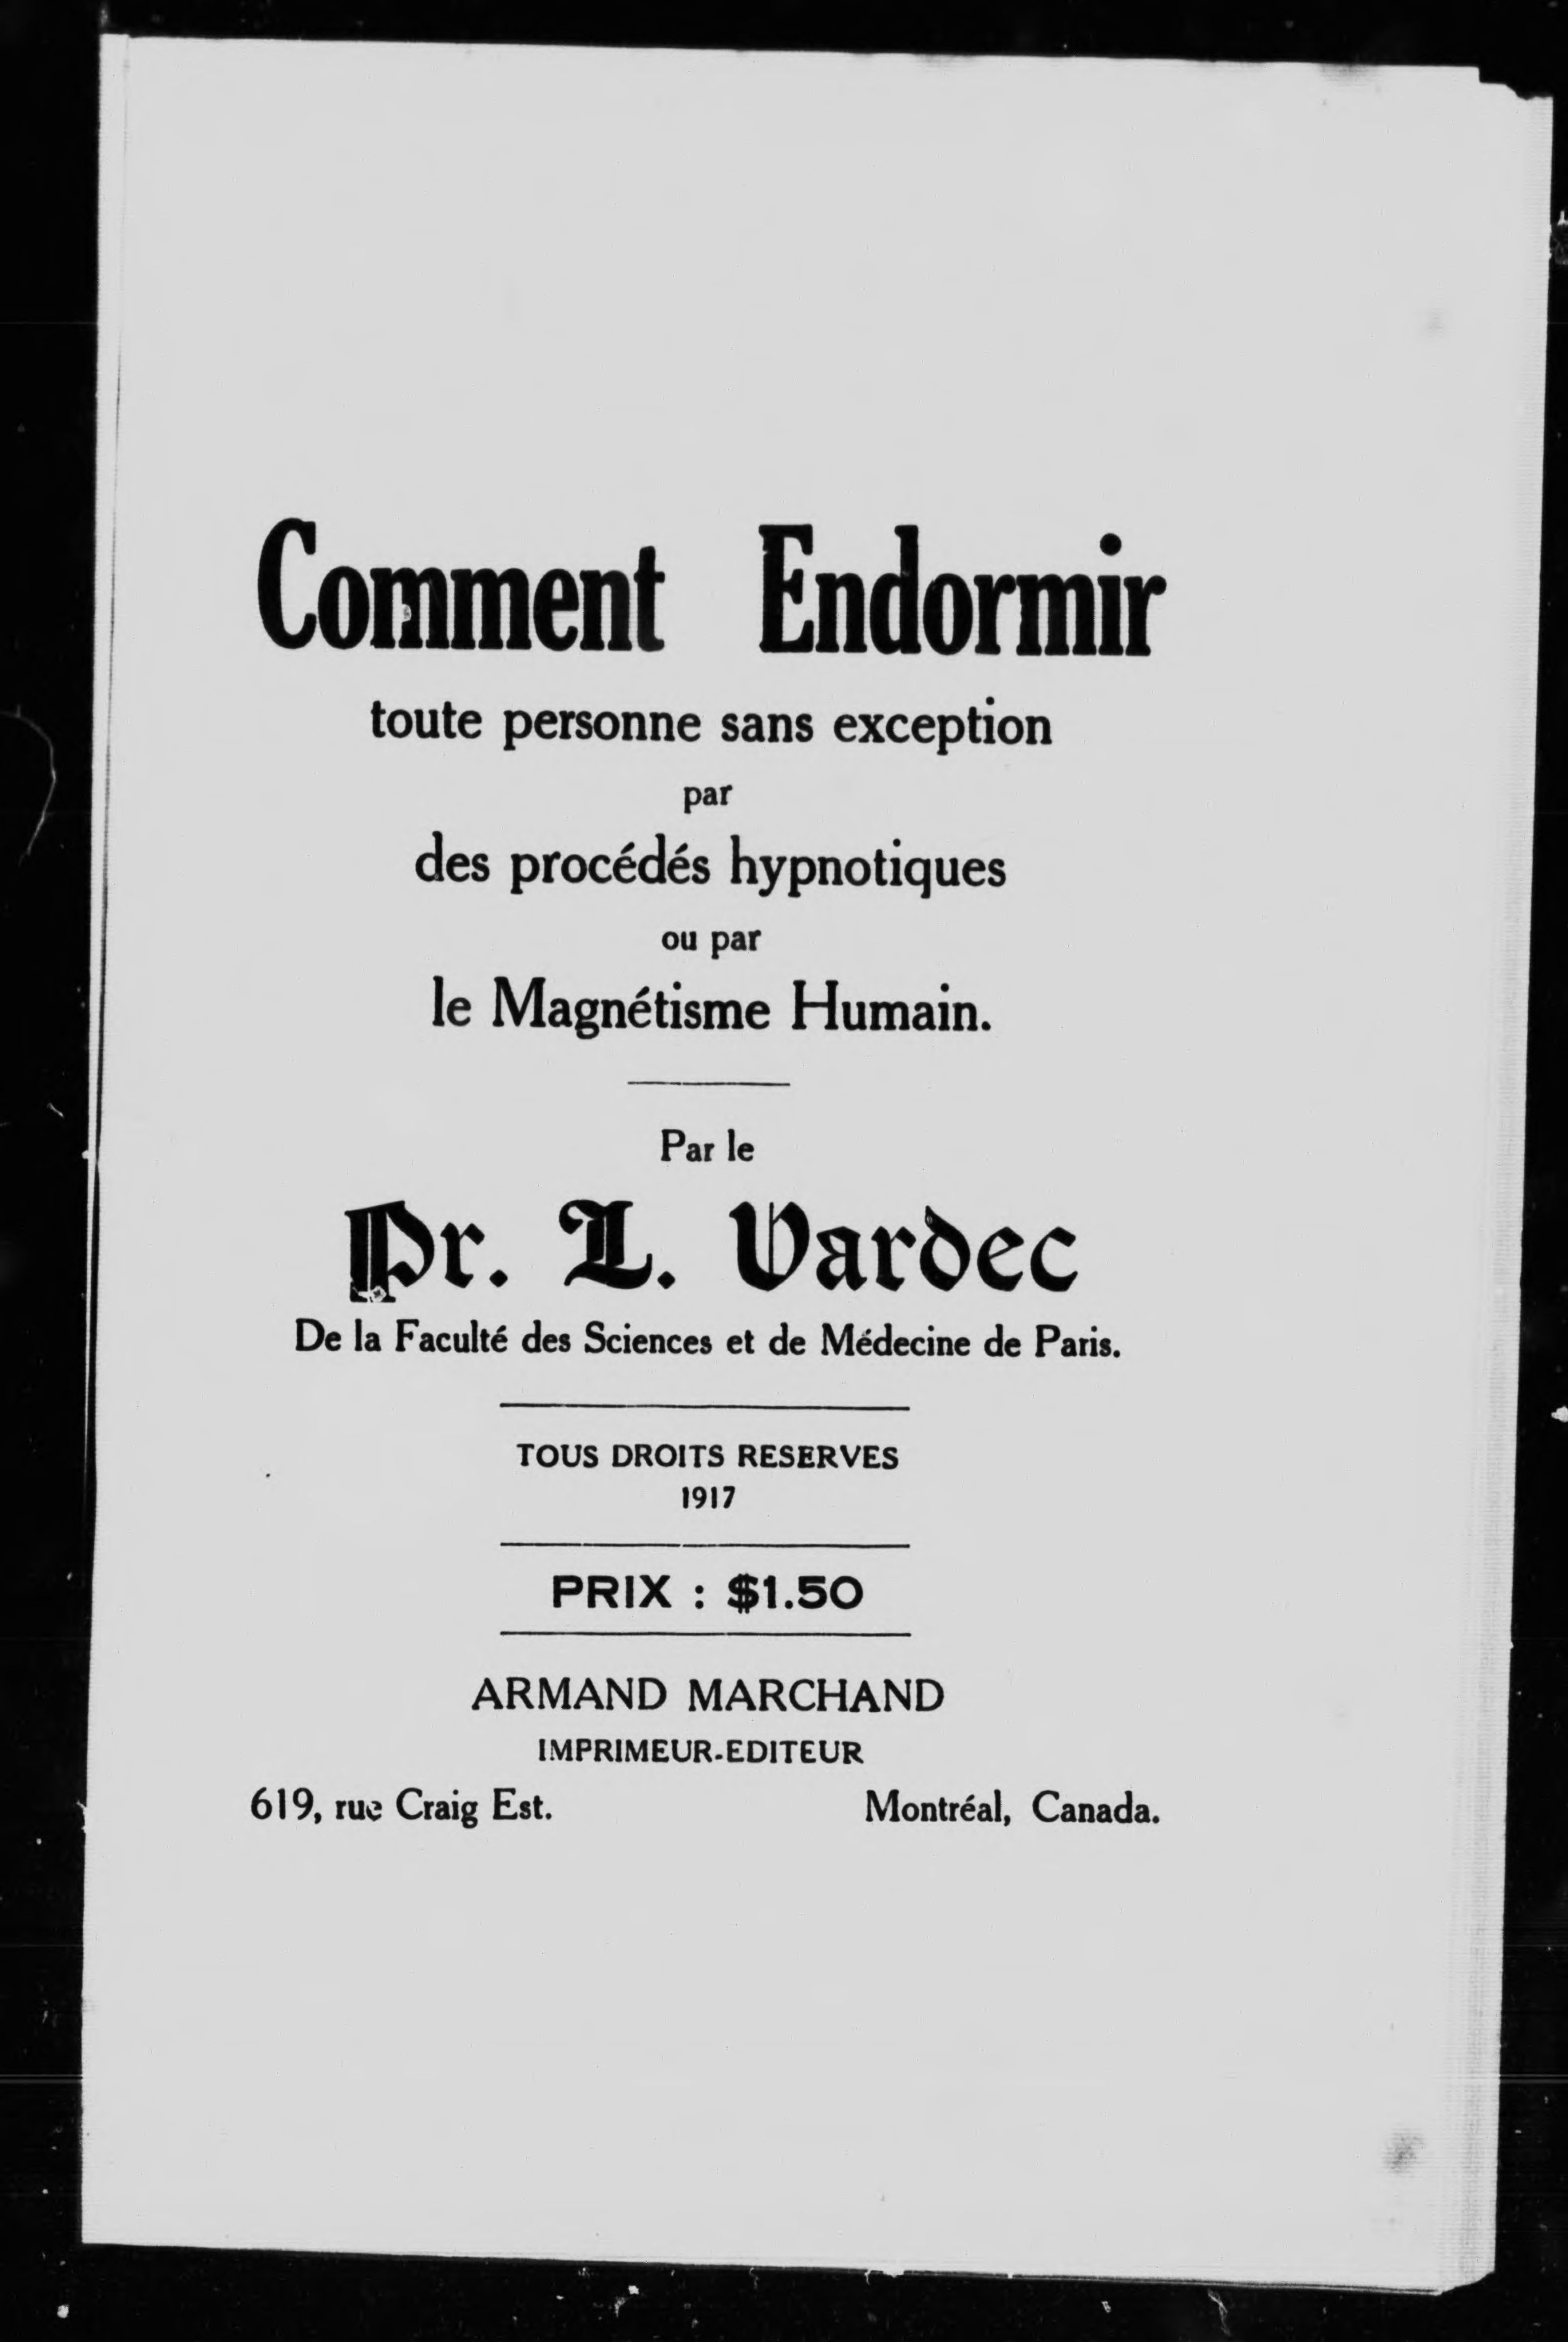 Comment Endormir
toute personne sans exception
par
des procédés hypnotiques
ou par
le Magnétisme Humain.
Par le
Pr. L. Vardec
De la Faculté des Sciences et de Médecine de Paris.
TOUS DROITS RESERVES
1917
PRIX : $1.50
ARMAND MARCHAND
IMPRIMEUR-EDITEUR
619, rue Craig Est. Montréal, Canada.